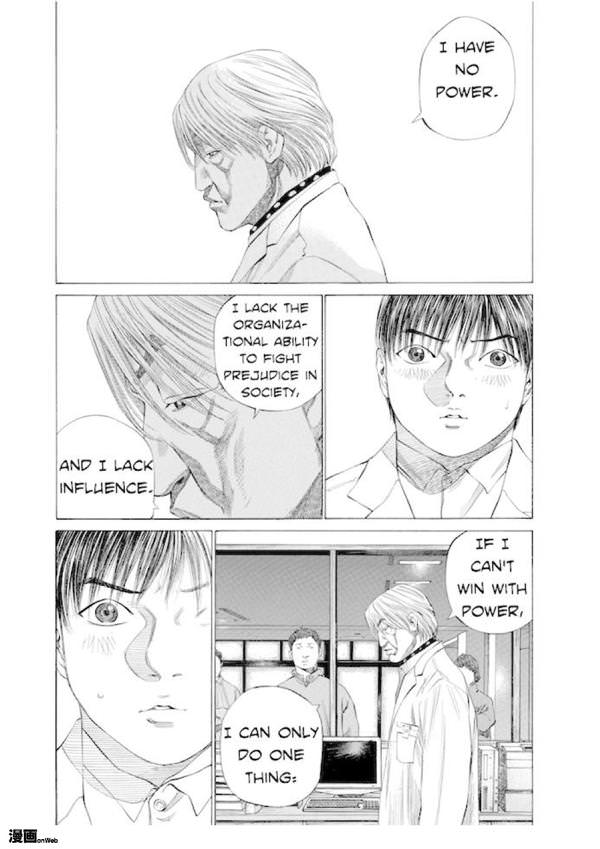 I HAVE
NO
POWER.
I LACK THE
ORGANIZA-
TIONAL ABILITY
TO FIGHT
PREJUDICE IN
SOCIETY,
AND I LACK
INFLUENCE.
IF I
CAN'T
WIN WITH
POWER,
I CAN ONLY
DO ONE
THING:
漫画onWeb